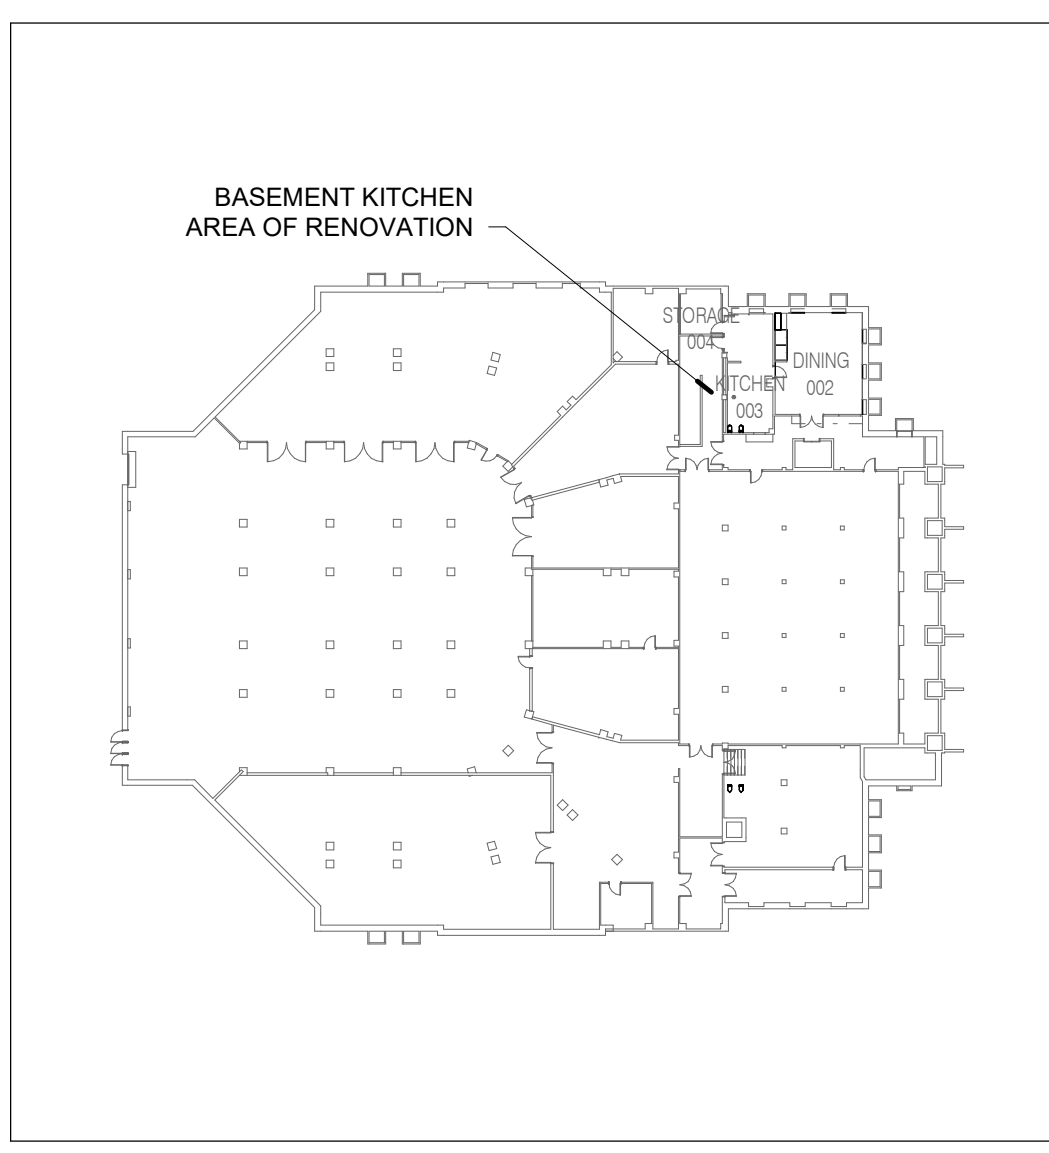 BASEMENT KITCHEN
AREA OF RENOVATION
STORAGE
004
DINING
002
KITCHEN
003